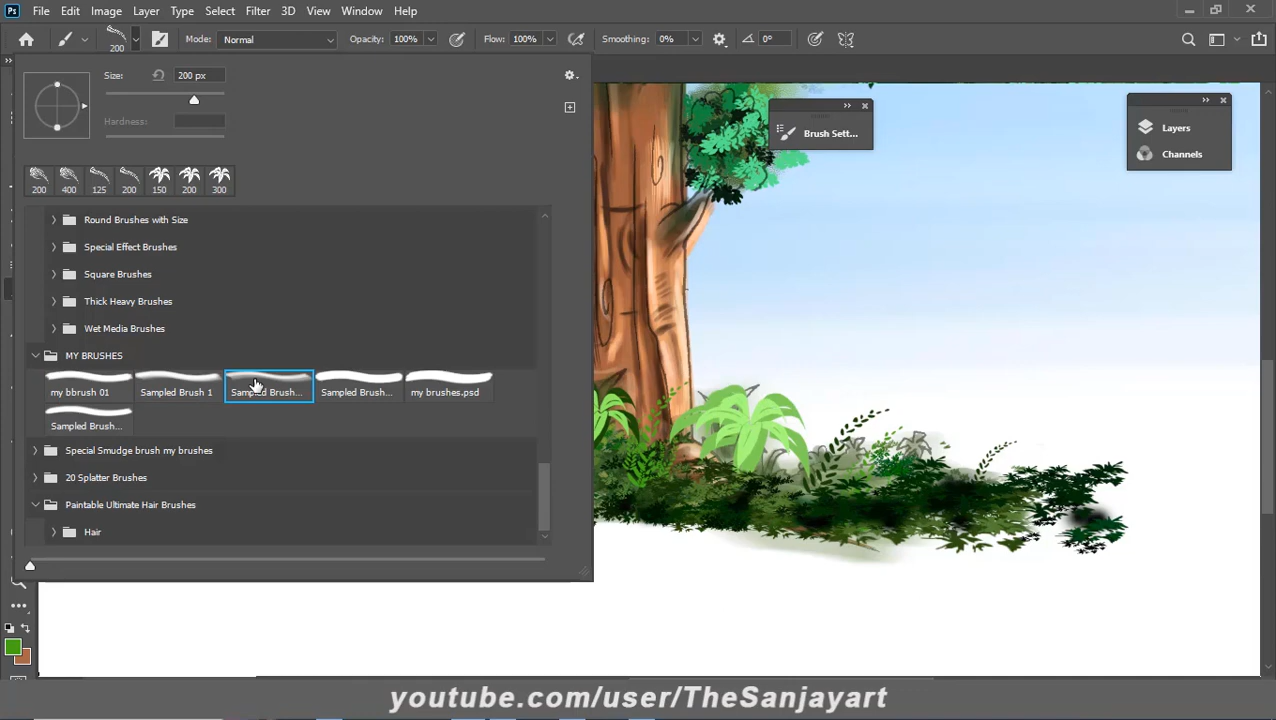 Ps File Edit Image Layer Type Select Filter 3D View Window Help
200 Mode: Normal Opacity: 100% Flow: 100% Smoothing: 0% 0°
Size: 200 px
Hardness:
200 400 125 200 150 200 300
Round Brushes with Size
Special Effect Brushes
Square Brushes
Thick Heavy Brushes
Wet Media Brushes
MY BRUSHES
my bbrush 01 Sampled Brush 1 Sampled Brush... Sampled Brush... my brushes.psd
Sampled Brush...
Special Smudge brush my brushes
20 Splatter Brushes
Paintable Ultimate Hair Brushes
Hair
Brush Sett...
Layers
Channels
youtube.com/user/TheSanjayart